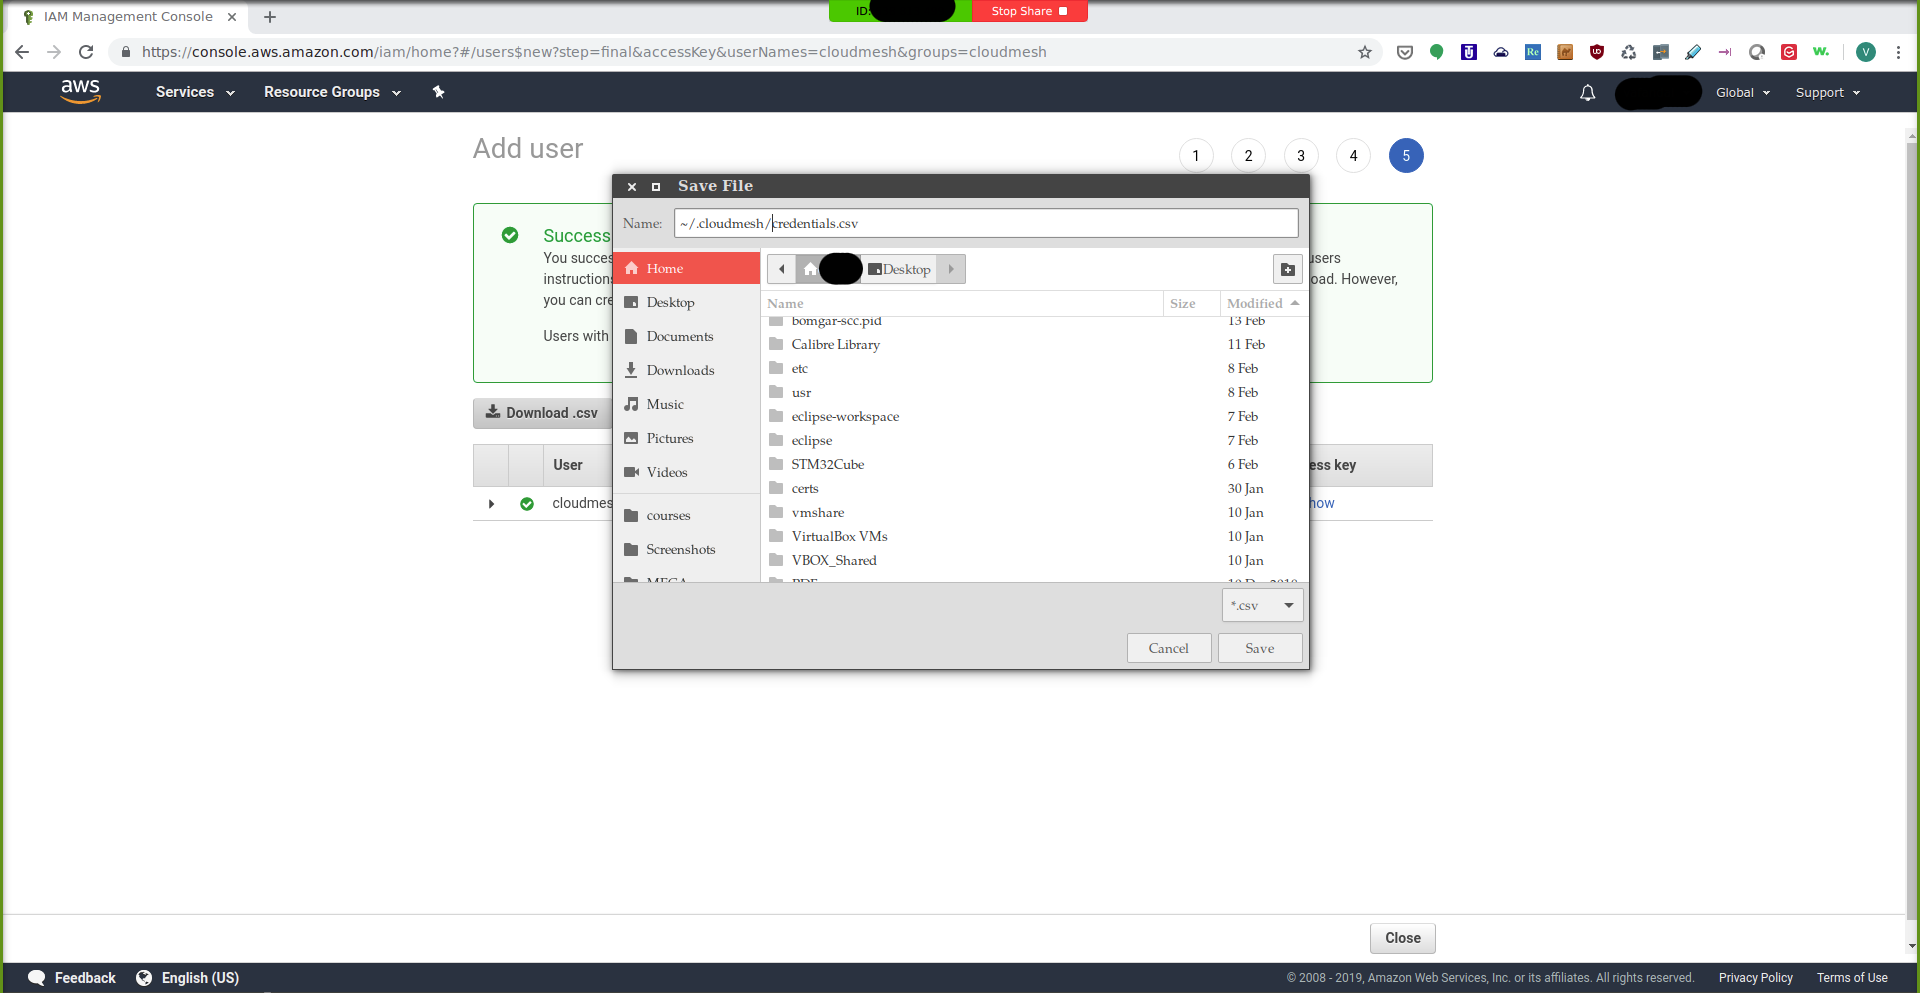 IAM Management Console
ID:
Stop Share
https://console.aws.amazon.com/iam/home?#/users$new?step=final&accessKey&userNames=cloudmesh&groups=cloudmesh
Re
V
aws
Services
Resource Groups
Global
Support
Add user
1
2
3
4
5
Save File
Name:
~/.cloudmesh/credentials.csv
Success
You succes
users
instructions
oad. However,
you can cre
Users with
Download .csv
User
ess key
cloudmes
how
Home
Desktop
Documents
Downloads
Music
Pictures
Videos
courses
Screenshots
MEGA
Desktop
Name
Size
Modified
bomgar-scc.pid
13 Feb
Calibre Library
11 Feb
etc
8 Feb
usr
8 Feb
eclipse-workspace
7 Feb
eclipse
7 Feb
STM32Cube
6 Feb
certs
30 Jan
vmshare
10 Jan
VirtualBox VMs
10 Jan
VBOX_Shared
10 Jan
*.csv
Cancel
Save
Close
Feedback
English (US)
© 2008 - 2019, Amazon Web Services, Inc. or its affiliates. All rights reserved.
Privacy Policy
Terms of Use